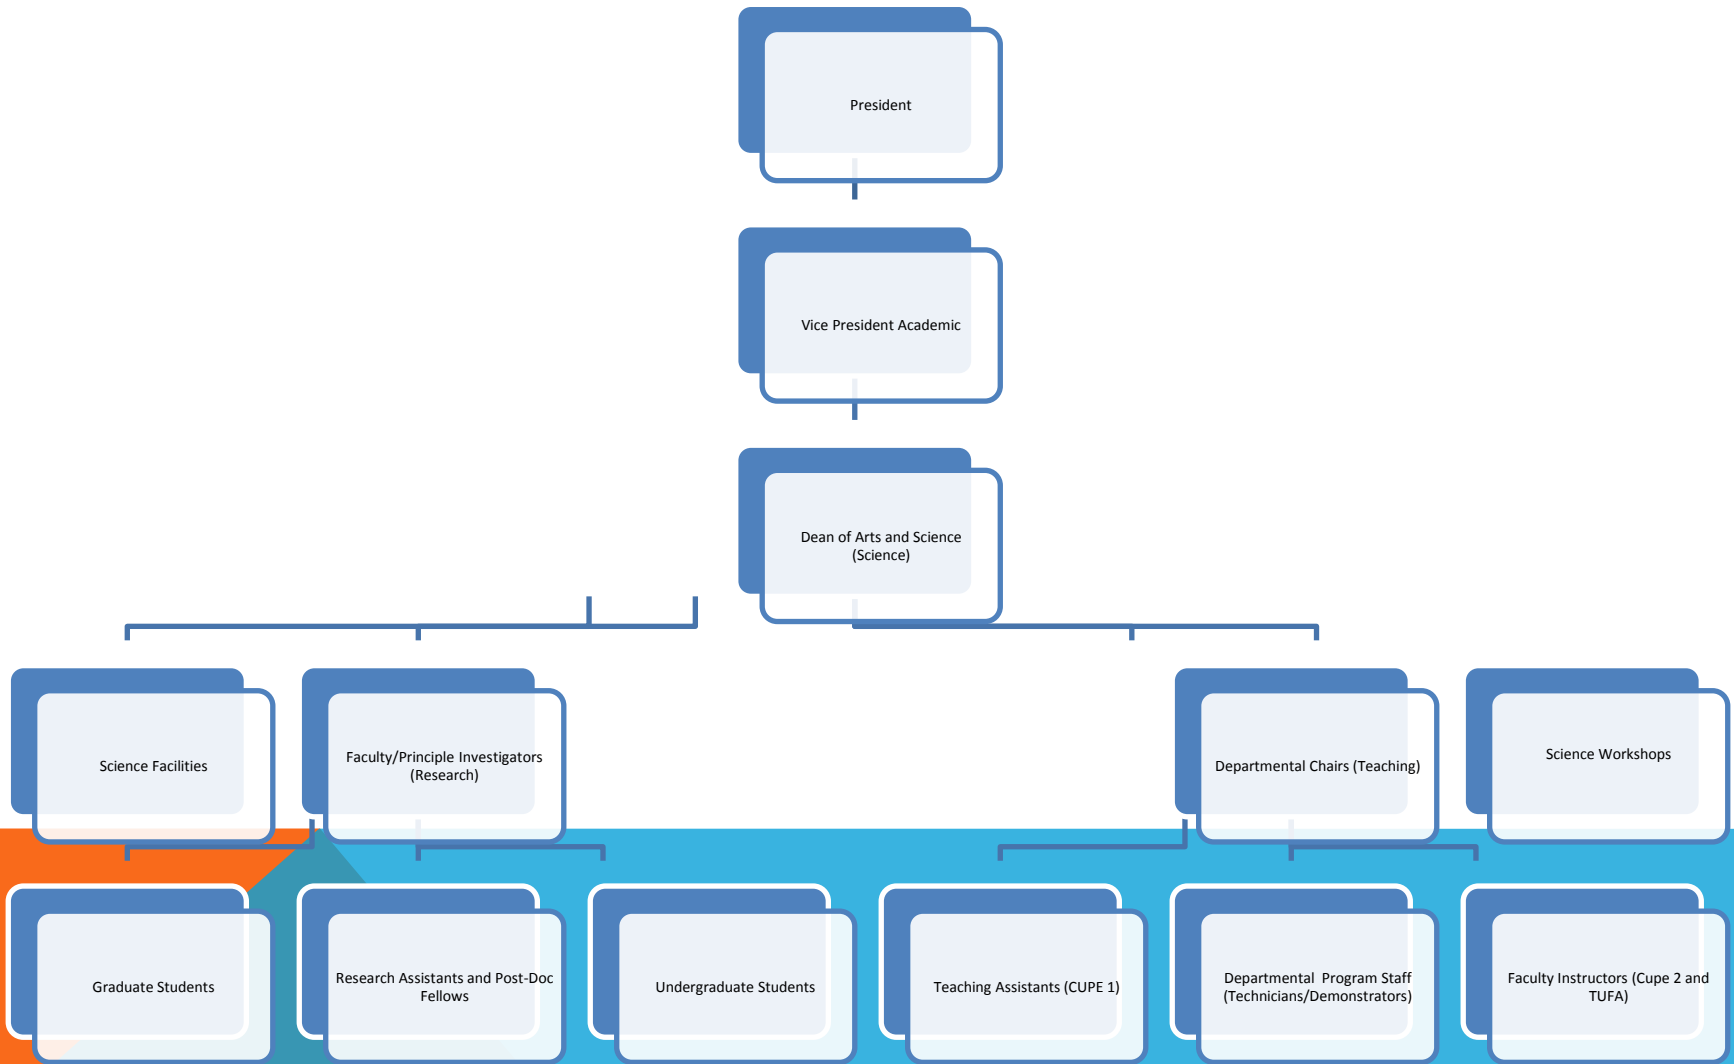 President
Vice President Academic
Dean of Arts and Science
(Science)
Science Facilities
Faculty/Principle Investigators
(Research)
Departmental Chairs (Teaching)
Science Workshops
Graduate Students
Research Assistants and Post-Doc
Fellows
Undergraduate Students
Teaching Assistants (CUPE 1)
Departmental Program Staff
(Technicians/Demonstrators)
Faculty Instructors (Cupe 2 and
TUFA)